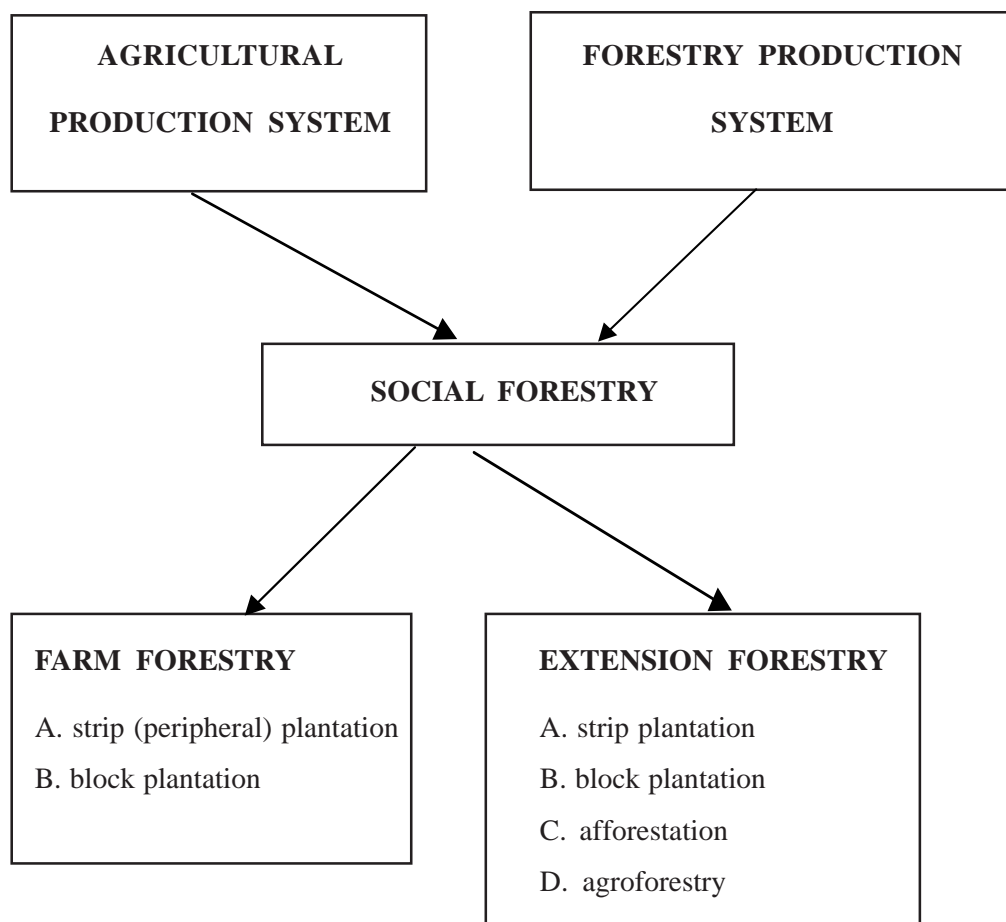 AGRICULTURAL
PRODUCTION SYSTEM
FORESTRY PRODUCTION
SYSTEM
SOCIAL FORESTRY
FARM FORESTRY
A. strip (peripheral) plantation
B. block plantation
EXTENSION FORESTRY
A. strip plantation
B. block plantation
C. afforestation
D. agroforestry